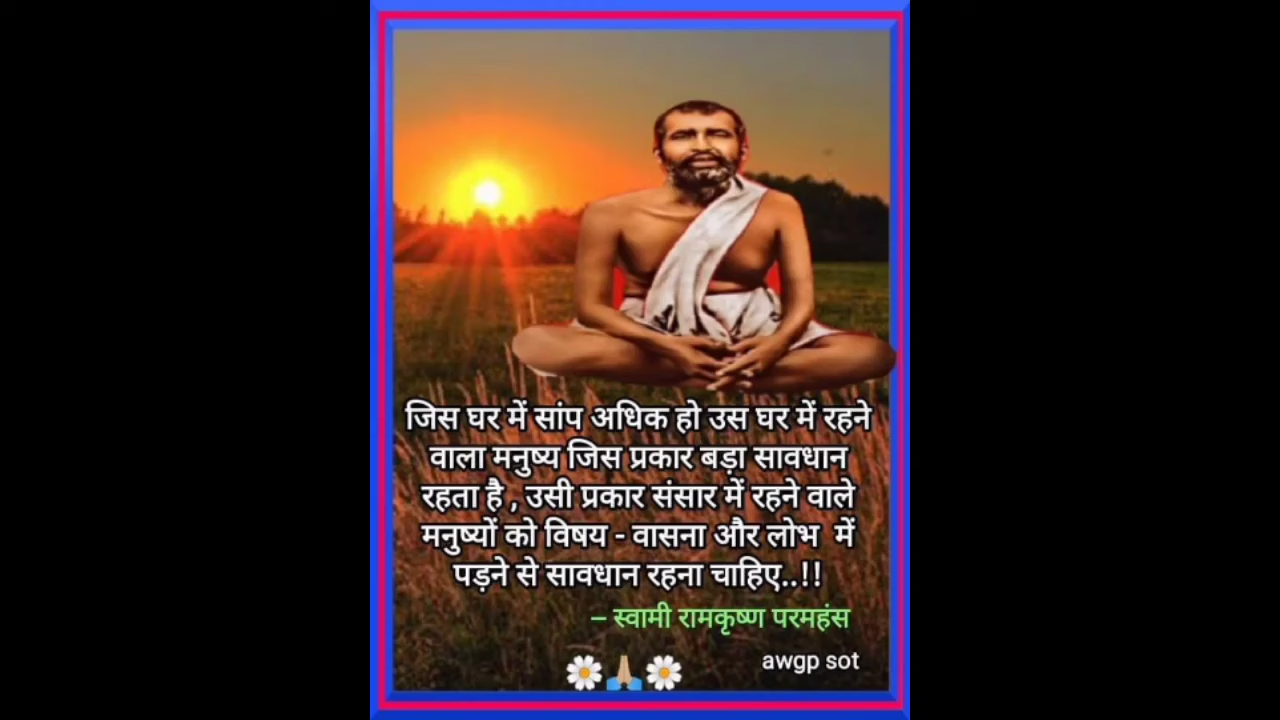 जिस घर में सांप अधिक हो उस घर में रहने
वाला मनुष्य जिस प्रकार बड़ा सावधान
रहता है , उसी प्रकार संसार में रहने वाले
मनुष्यों को विषय - वासना और लोभ में
पड़ने से सावधान रहना चाहिए..!!
– स्वामी रामकृष्ण परमहंस
awgp sot